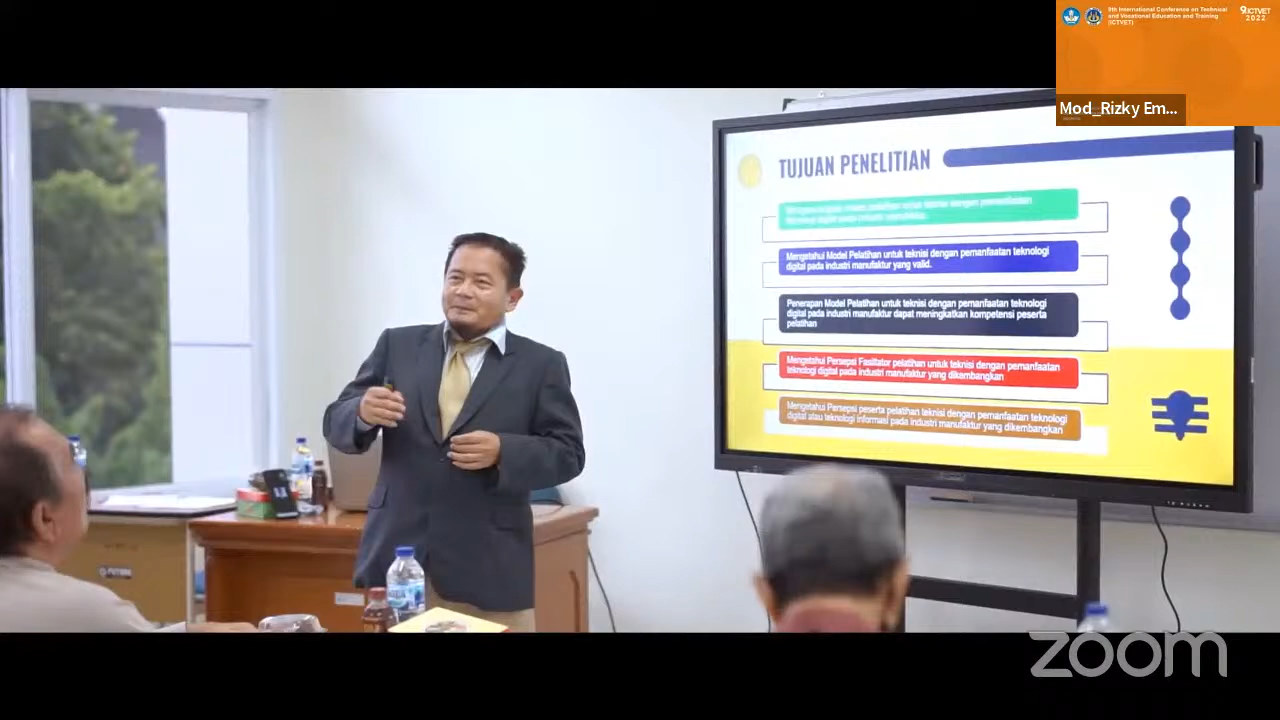 9th International Conference on Technical
and Vocational Education and Training
(ICTVET)
9 ICTVET
2022
Mod_Rizky Em...
TUJUAN PENELITIAN
Mengetahui Model Pelatihan untuk teknisi dengan pemanfaatan teknologi
digital pada industri manufaktur yang valid.
Penerapan Model Pelatihan untuk teknisi dengan pemanfaatan teknologi
digital pada industri manufaktur dapat meningkatkan kompetensi peserta
pelatihan
Mengetahui Persepsi Fasilitator pelatihan untuk teknisi dengan pemanfaatan
teknologi digital pada industri manufaktur yang dikembangkan
Mengetahui Persepsi peserta pelatihan teknisi dengan pemanfaatan teknologi
digital atau teknologi informasi pada industri manufaktur yang dikembangkan
zoom